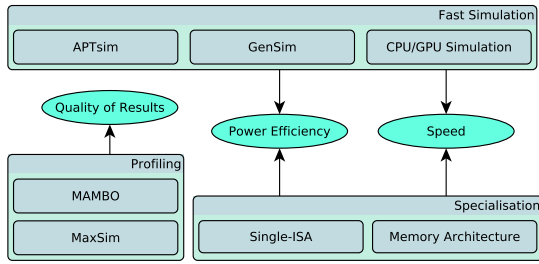 Fast Simulation
APTsim
GenSim
CPU/GPU Simulation
Quality of Results
Power Efficiency
Speed
Profiling
MAMBO
MaxSim
Specialisation
Single-ISA
Memory Architecture